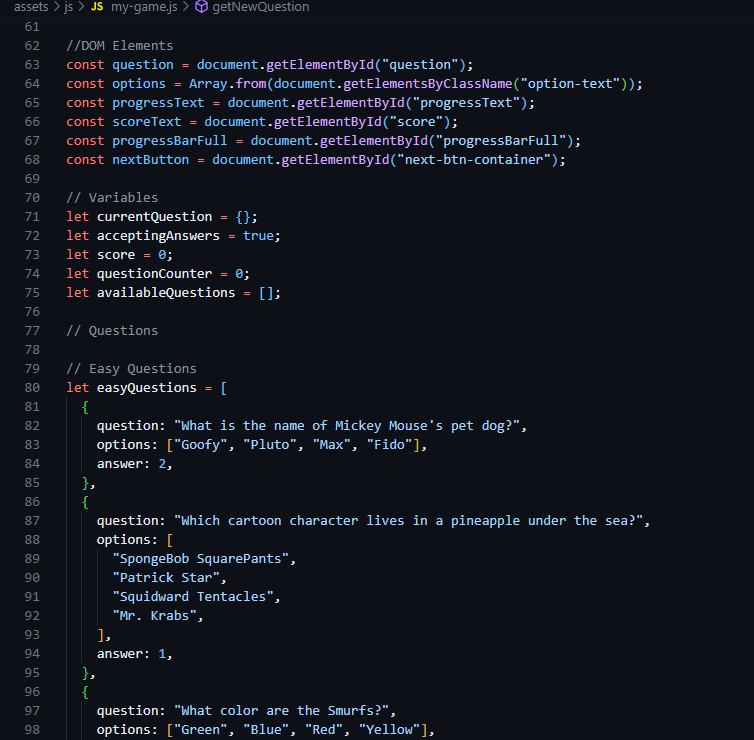 assets > js > JS my-game.js > getNewQuestion
61
62 //DOM Elements
63 const question = document.getElementById("question");
64 const options = Array.from(document.getElementsByClassName("option-text"));
65 const progressText = document.getElementById("progressText");
66 const scoreText = document.getElementById("score");
67 const progressBarFull = document.getElementById("progressBarFull");
68 const nextButton = document.getElementById("next-btn-container");
69
70 // Variables
71 let currentQuestion = {};
72 let acceptingAnswers = true;
73 let score = 0;
74 let questionCounter = 0;
75 let availableQuestions = [];
76
77 // Questions
78
79 // Easy Questions
80 let easyQuestions = [
81   {
82     question: "What is the name of Mickey Mouse's pet dog?",
83     options: ["Goofy", "Pluto", "Max", "Fido"],
84     answer: 2,
85   },
86   {
87     question: "Which cartoon character lives in a pineapple under the sea?",
88     options: [
89       "SpongeBob SquarePants",
90       "Patrick Star",
91       "Squidward Tentacles",
92       "Mr. Krabs",
93     ],
94     answer: 1,
95   },
96   {
97     question: "What color are the Smurfs?",
98     options: ["Green", "Blue", "Red", "Yellow"],